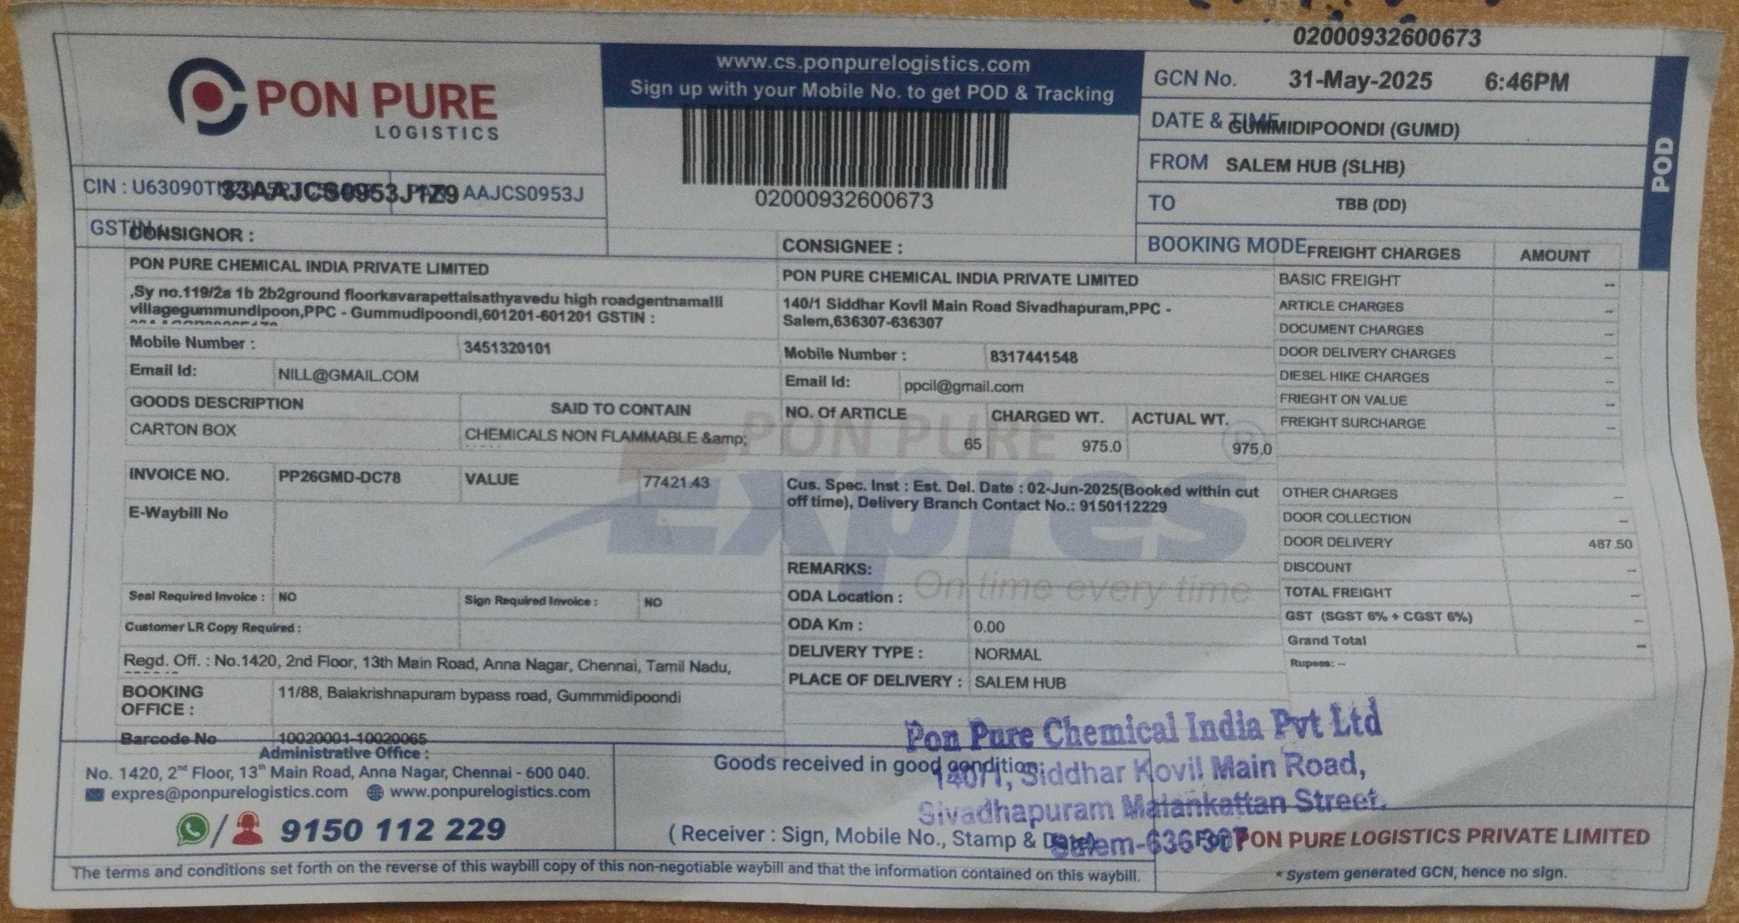 02000932600673
PON PURE
LOGISTICS
www.cs.ponpurelogistics.com
Sign up with your Mobile No. to get POD & Tracking
02000932600673
GCN No. 31-May-2025 6:46PM
DATE & TIME GUMMIDIPOONDI (GUMD)
FROM SALEM HUB (SLHB)
TO TBB (DD)
BOOKING MODE
POD
CIN : 33AAJCS0953J1Z9 AAJCS0953J
GSTIN
CONSIGNOR :
PON PURE CHEMICAL INDIA PRIVATE LIMITED
,Sy no.119/2a 1b 2b2ground floorkavarapettaisathyavedu high roadgentnamalli
villagegummundipoon,PPC - Gummudipoondi,601201-601201 GSTIN :
Mobile Number : 3451320101
Email Id: NILL@GMAIL.COM
GOODS DESCRIPTION SAID TO CONTAIN
CARTON BOX CHEMICALS NON FLAMMABLE &amp;
INVOICE NO. PP26GMD-DC78 VALUE 77421.43
E-Waybill No
Seal Required Invoice : NO Sign Required Invoice : NO
Customer LR Copy Required :
Regd. Off. : No.1420, 2nd Floor, 13th Main Road, Anna Nagar, Chennai, Tamil Nadu,
BOOKING
OFFICE : 11/88, Balakrishnapuram bypass road, Gummmidipoondi
Barcode No 10020001-10020065
CONSIGNEE :
PON PURE CHEMICAL INDIA PRIVATE LIMITED
140/1 Siddhar Kovil Main Road Sivadhapuram,PPC -
Salem,636307-636307
Mobile Number : 8317441548
Email Id: ppcil@gmail.com
NO. Of ARTICLE CHARGED WT. ACTUAL WT.
65 975.0 975.0
Cus. Spec. Inst : Est. Del. Date : 02-Jun-2025(Booked within cut
off time), Delivery Branch Contact No.: 9150112229
REMARKS:
ODA Location :
ODA Km : 0.00
DELIVERY TYPE : NORMAL
PLACE OF DELIVERY : SALEM HUB
PON PURE
Expres
On time every time
FREIGHT CHARGES AMOUNT
BASIC FREIGHT --
ARTICLE CHARGES --
DOCUMENT CHARGES --
DOOR DELIVERY CHARGES --
DIESEL HIKE CHARGES --
FRIEGHT ON VALUE --
FREIGHT SURCHARGE --
OTHER CHARGES --
DOOR COLLECTION --
DOOR DELIVERY 487.50
DISCOUNT --
TOTAL FREIGHT --
GST (SGST 6% + CGST 6%) --
Grand Total --
Rupees: --
Administrative Office :
No. 1420, 2nd Floor, 13th Main Road, Anna Nagar, Chennai - 600 040.
expres@ponpurelogistics.com www.ponpurelogistics.com
9150 112 229
Goods received in good condition
( Receiver : Sign, Mobile No., Stamp & Date)
Pon Pure Chemical India Pvt Ltd
140/1, Siddhar Kovil Main Road,
Sivadhapuram Malankattan Street,
Salem-636 307
For PON PURE LOGISTICS PRIVATE LIMITED
The terms and conditions set forth on the reverse of this waybill copy of this non-negotiable waybill and that the information contained on this waybill.
* System generated GCN, hence no sign.